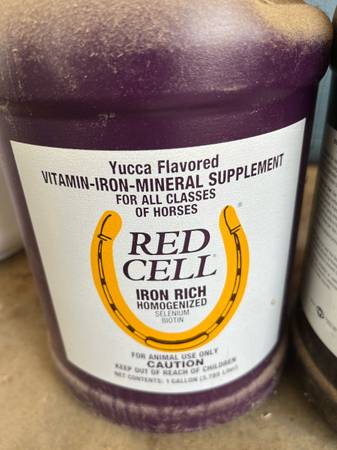 Yucca Flavored
VITAMIN-IRON-MINERAL SUPPLEMENT
FOR ALL CLASSES
OF HORSES
®
RED
CELL®
IRON RICH
HOMOGENIZED
SELENIUM
BIOTIN
FOR ANIMAL USE ONLY
CAUTION
KEEP OUT OF REACH OF CHILDREN
NET CONTENTS: 1 GALLON (3.785 Liter)